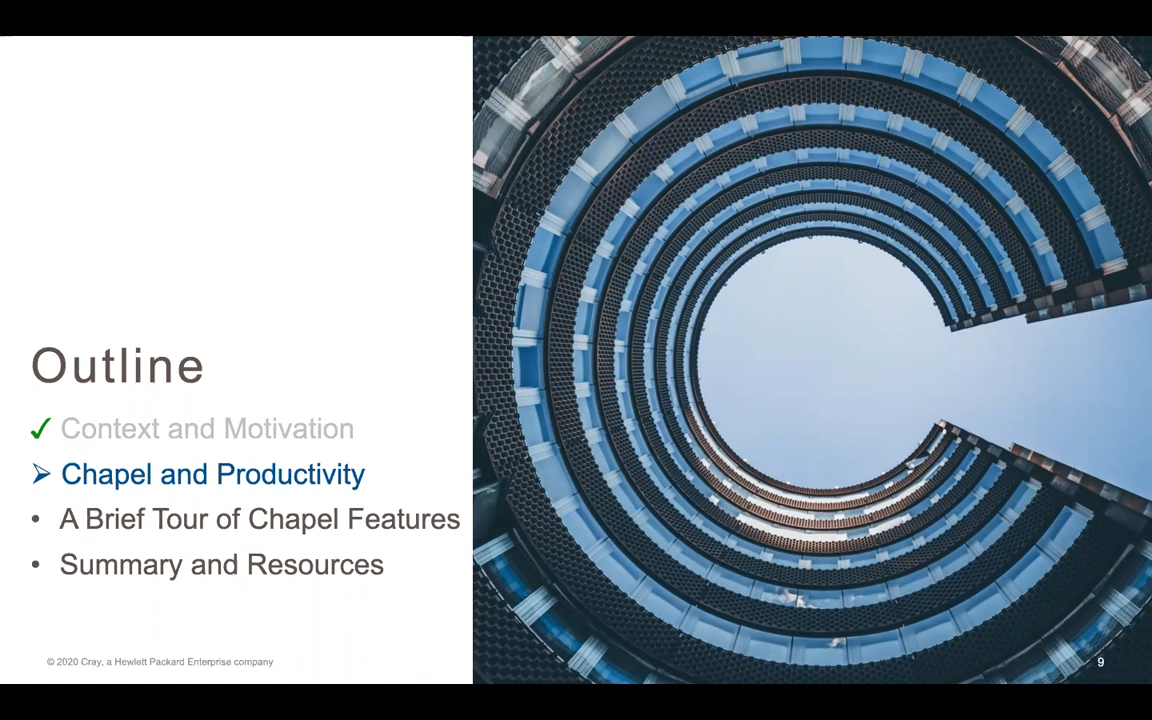 Outline
✓ Context and Motivation
➢ Chapel and Productivity
• A Brief Tour of Chapel Features
• Summary and Resources
© 2020 Cray, a Hewlett Packard Enterprise company
9